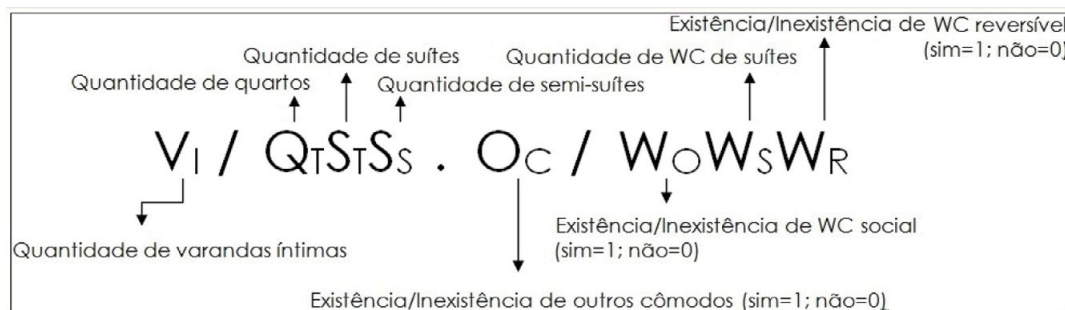 Existência/Inexistência de WC reversível
(sim=1; não=0)
Quantidade de suítes
Quantidade de WC de suítes
Quantidade de quartos
Quantidade de semi-suítes
VI / QTSTSS . OC / WOWSWR
Existência/Inexistência de WC social
(sim=1; não=0)
Quantidade de varandas íntimas
Existência/Inexistência de outros cômodos (sim=1; não=0)